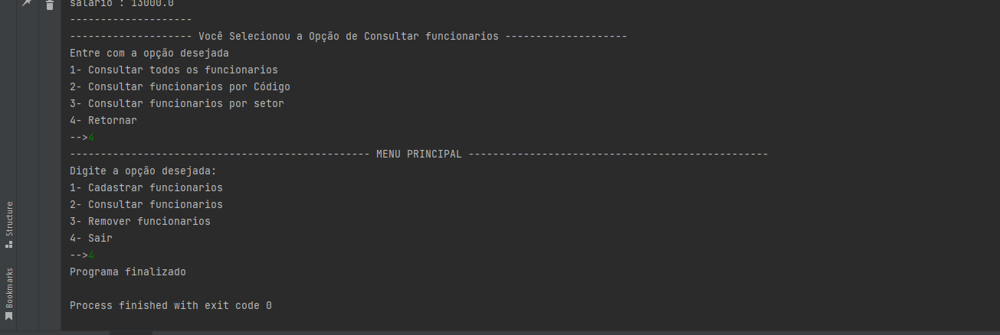 salario : 13000.0
--------------------
-------------------- Você Selecionou a Opção de Consultar funcionarios --------------------
Entre com a opção desejada
1- Consultar todos os funcionarios
2- Consultar funcionarios por Código
3- Consultar funcionarios por setor
4- Retornar
-->4
------------------------------------------------- MENU PRINCIPAL -------------------------------------------------
Digite a opção desejada:
1- Cadastrar funcionarios
2- Consultar funcionarios
3- Remover funcionarios
4- Sair
-->4
Programa finalizado
Process finished with exit code 0
Structure
Bookmarks